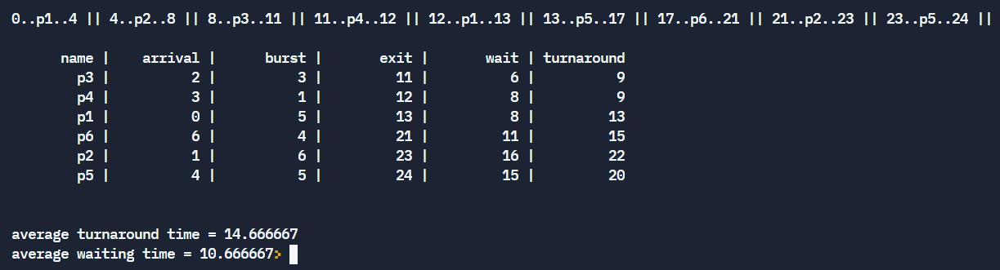 0..p1..4 || 4..p2..8 || 8..p3..11 || 11..p4..12 || 12..p1..13 || 13..p5..17 || 17..p6..21 || 21..p2..23 || 23..p5..24 ||
name | arrival | burst | exit | wait | turnaround
p3 | 2 | 3 | 11 | 6 | 9
p4 | 3 | 1 | 12 | 8 | 9
p1 | 0 | 5 | 13 | 8 | 13
p6 | 6 | 4 | 21 | 11 | 15
p2 | 1 | 6 | 23 | 16 | 22
p5 | 4 | 5 | 24 | 15 | 20
average turnaround time = 14.666667
average waiting time = 10.666667>